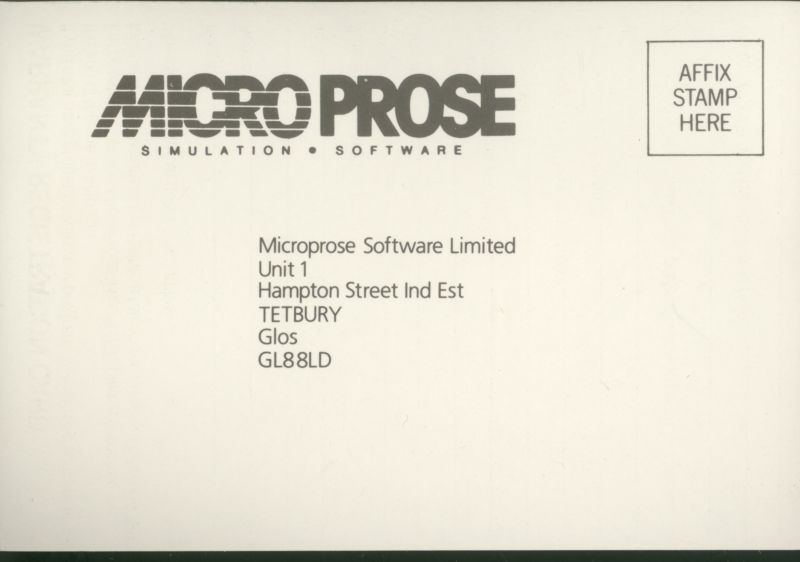 MICRO PROSE
SIMULATION • SOFTWARE
AFFIX
STAMP
HERE
Microprose Software Limited
Unit 1
Hampton Street Ind Est
TETBURY
Glos
GL88LD